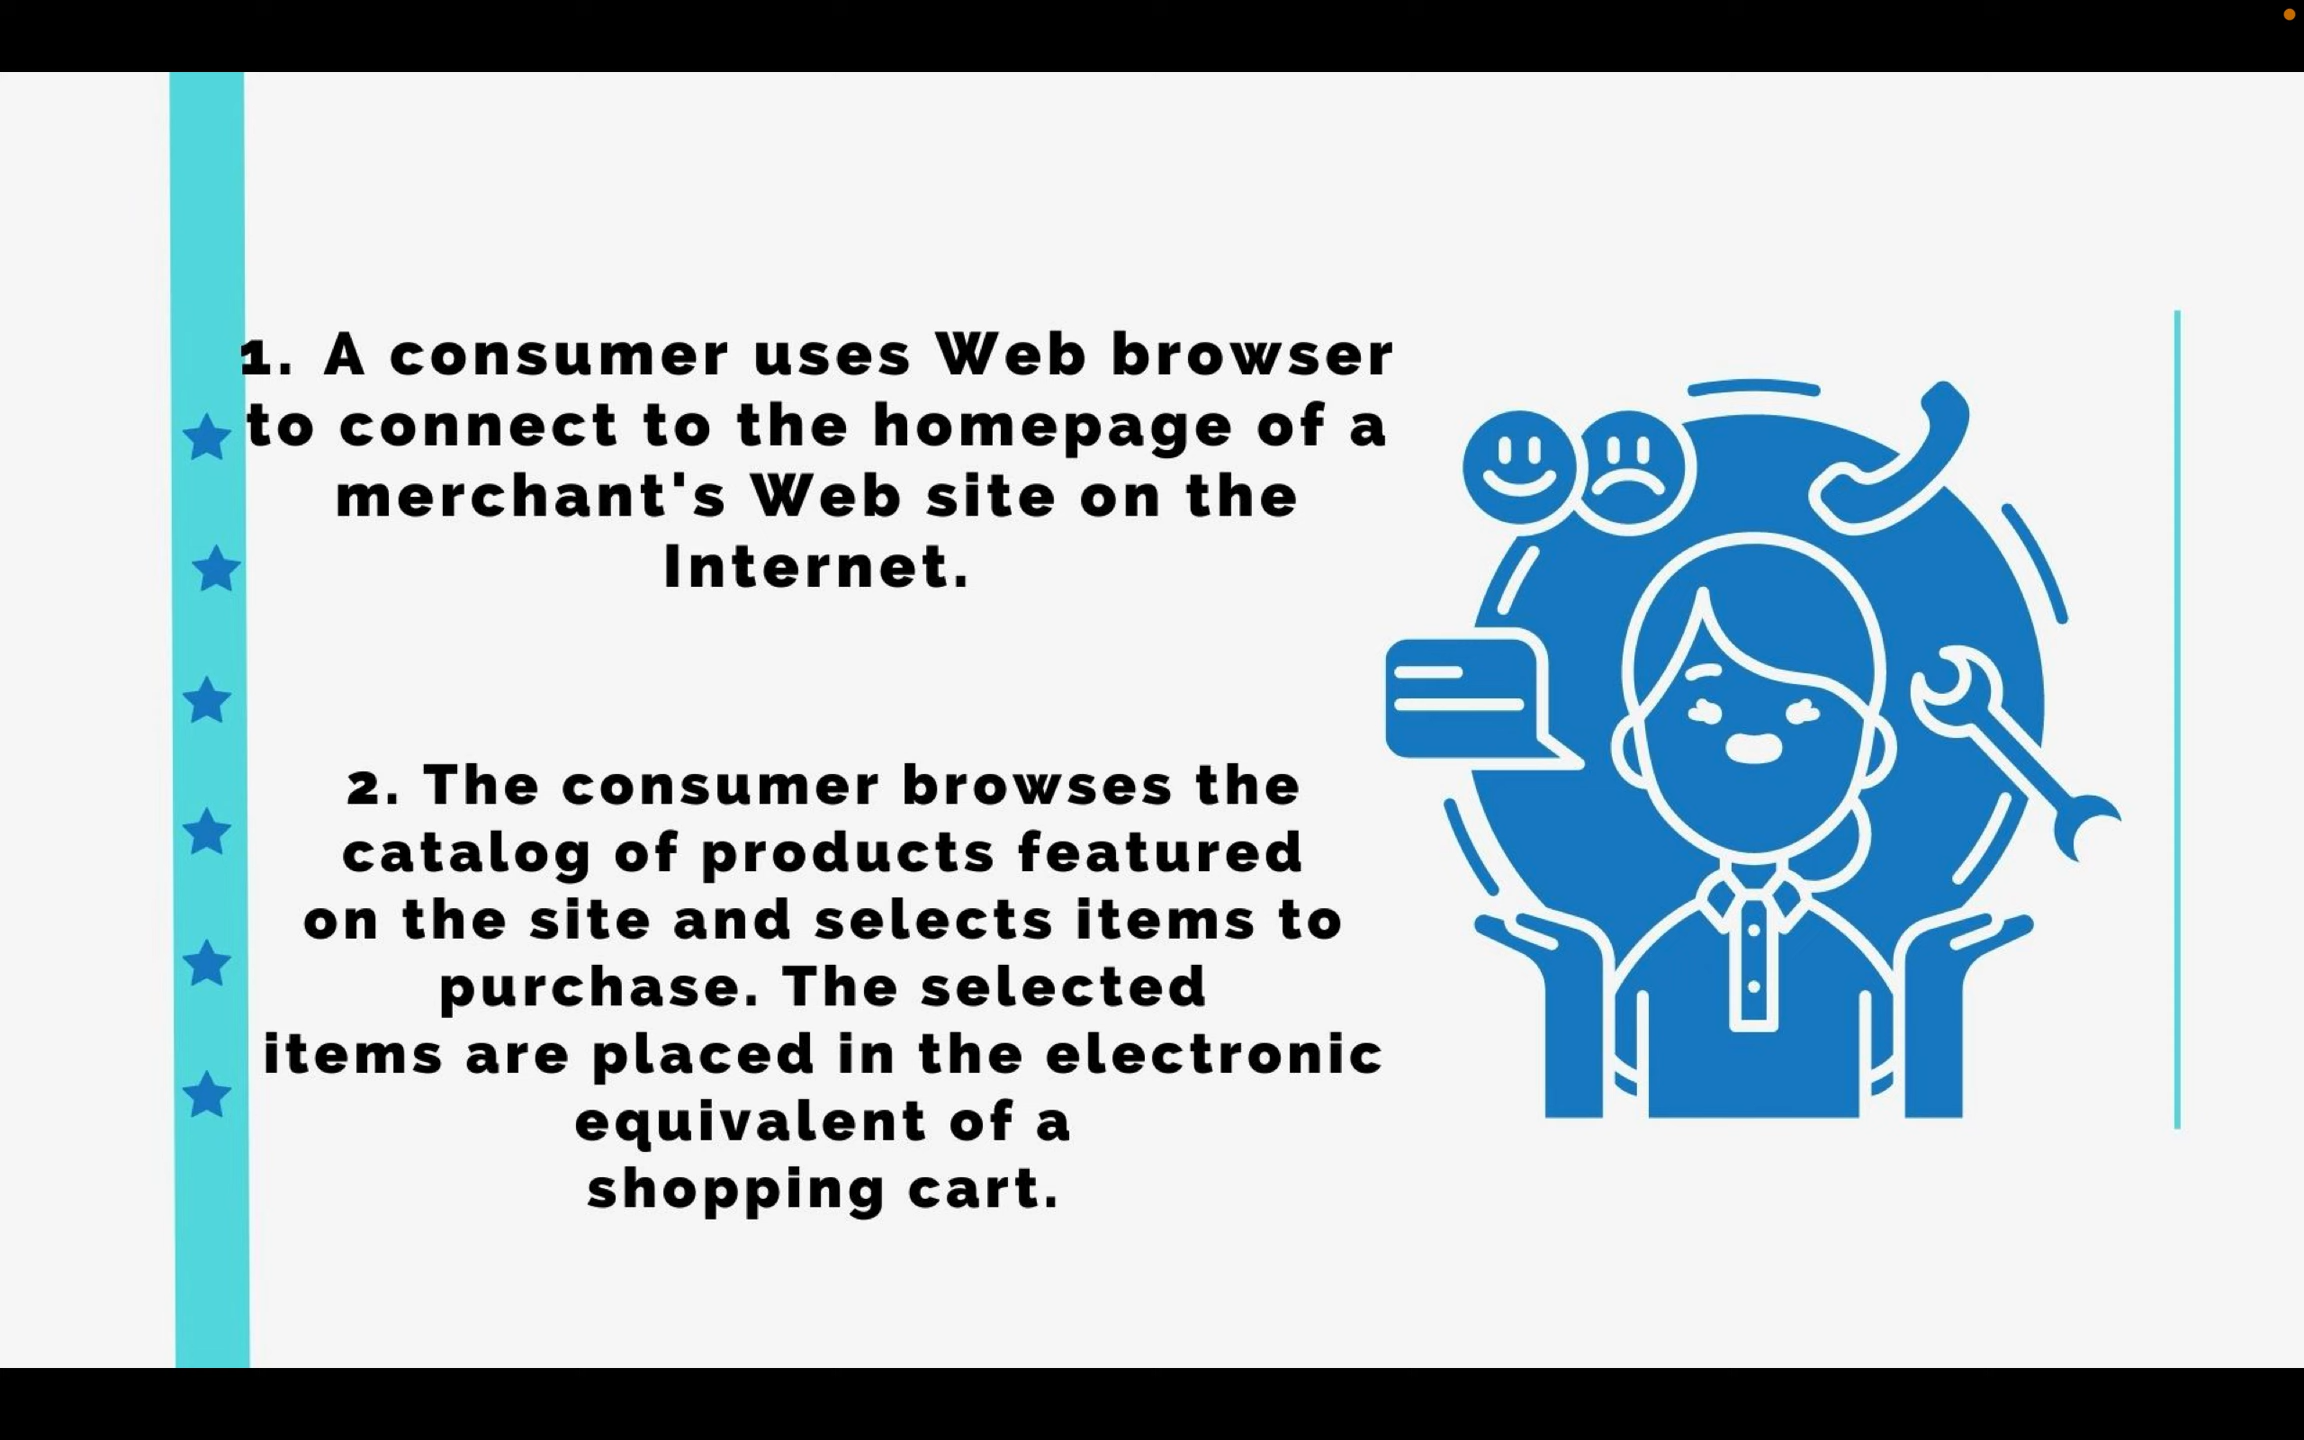 1. A consumer uses Web browser
to connect to the homepage of a
merchant's Web site on the
Internet.
2. The consumer browses the
catalog of products featured
on the site and selects items to
purchase. The selected
items are placed in the electronic
equivalent of a
shopping cart.